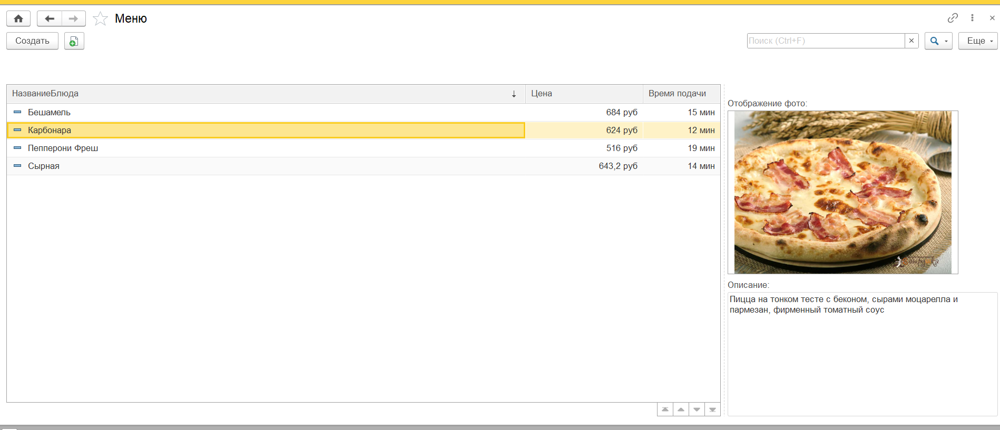 Меню
Создать
Поиск (Ctrl+F)
Еще
НазваниеБлюда
Цена
Время подачи
Бешамель
684 руб
15 мин
Карбонара
624 руб
12 мин
Пепперони Фреш
516 руб
19 мин
Сырная
643,2 руб
14 мин
Отображение фото:
Описание:
Пицца на тонком тесте с беконом, сырами моцарелла и
пармезан, фирменный томатный соус